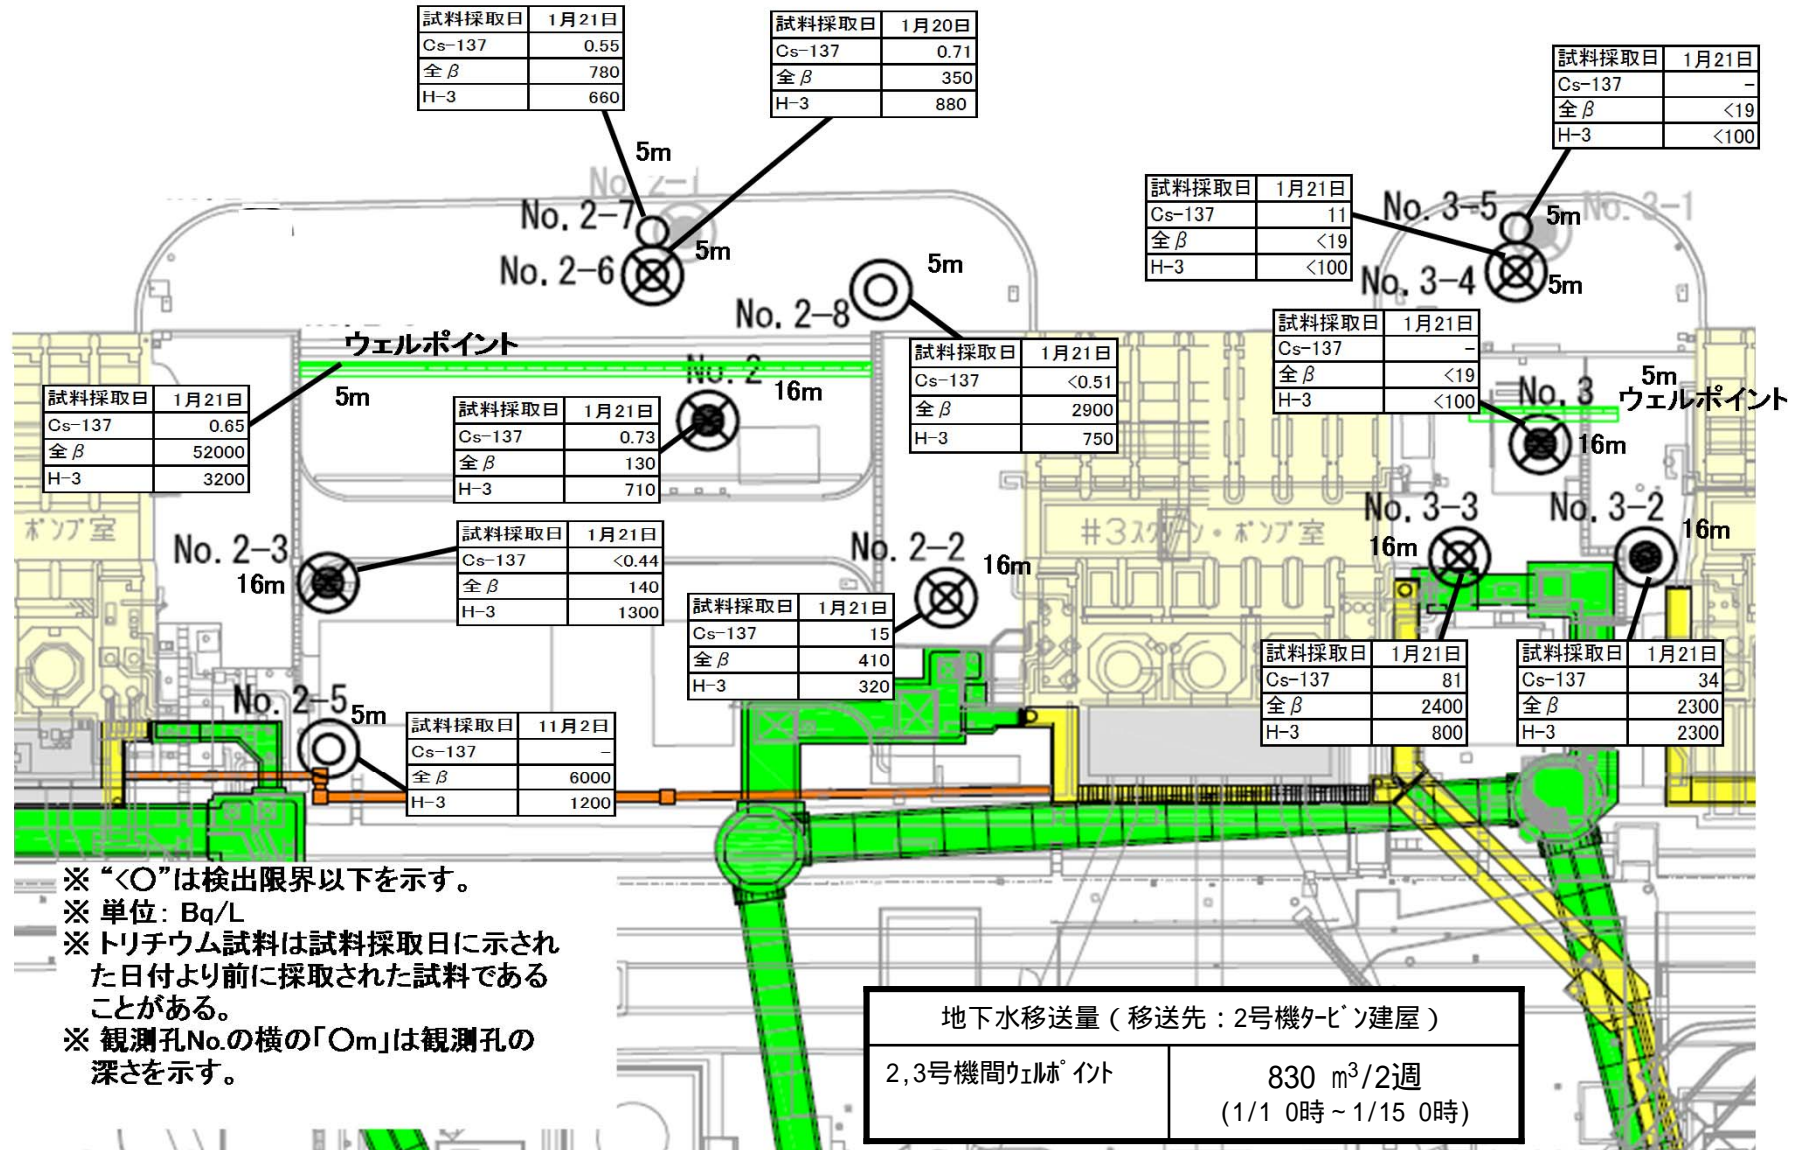 試料採取日 1月21日
Cs-137 0.55
全β 780
H-3 660
試料採取日 1月20日
Cs-137 0.71
全β 350
H-3 880
試料採取日 1月21日
Cs-137 -
全β <19
H-3 <100
5m
No. 2-1
試料採取日 1月21日
Cs-137 11
全β <19
H-3 <100
No. 2-7
No. 3-5
5m
No. 3-1
No. 2-6
5m
No. 2-8
5m
No. 3-4
5m
ウェルポイント
5m
No. 2
16m
試料採取日 1月21日
Cs-137 <0.51
全β 2900
H-3 750
試料採取日 1月21日
Cs-137 -
全β <19
H-3 <100
No. 3
5m
ウェルポイント
16m
試料採取日 1月21日
Cs-137 0.65
全β 52000
H-3 3200
試料採取日 1月21日
Cs-137 0.73
全β 130
H-3 710
ポンプ室
No. 2-3
16m
試料採取日 1月21日
Cs-137 <0.44
全β 140
H-3 1300
No. 2-2
16m
#3スクリーン・ポンプ室
No. 3-3
16m
No. 3-2
16m
試料採取日 1月21日
Cs-137 15
全β 410
H-3 320
試料採取日 1月21日
Cs-137 81
全β 2400
H-3 800
試料採取日 1月21日
Cs-137 34
全β 2300
H-3 2300
No. 2-5
5m
試料採取日 11月2日
Cs-137 -
全β 6000
H-3 1200
※ “<〇”は検出限界以下を示す。
※ 単位: Bq/L
※ トリチウム試料は試料採取日に示され
た日付より前に採取された試料である
ことがある。
※ 観測孔No.の横の「〇m」は観測孔の
深さを示す。
地下水移送量(移送先:2号機ﾀｰﾋﾞﾝ建屋)
2,3号機間ｳｪﾙﾎﾟｲﾝﾄ 830 m³/2週
(1/1 0時~1/15 0時)